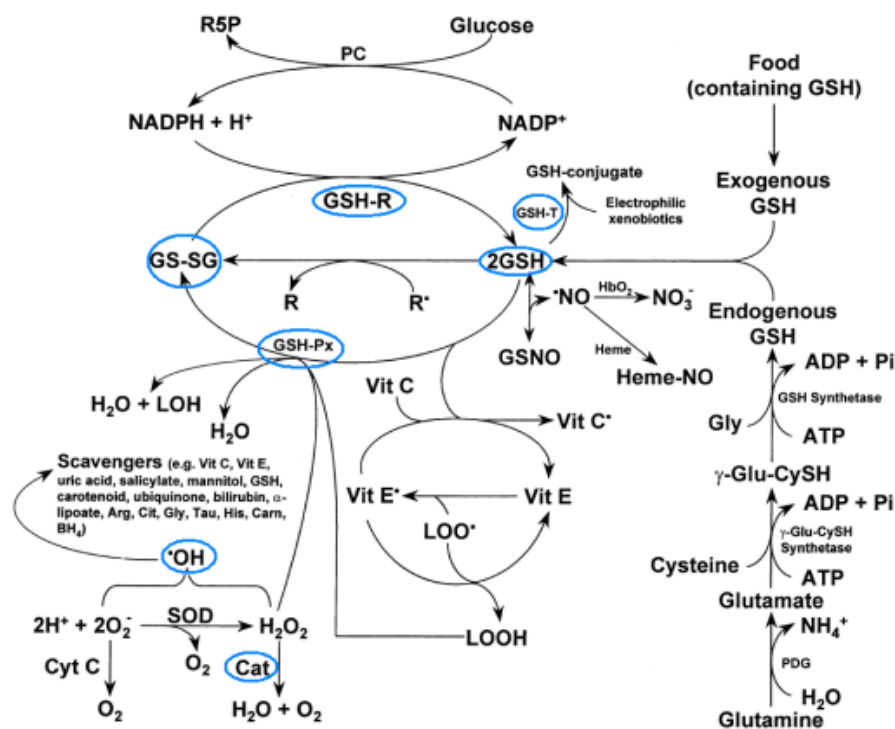 R5P
Glucose
PC
NADPH + H⁺
NADP⁺
Food
(containing GSH)
GSH-conjugate
GSH-R
GSH-T
Electrophilic
xenobiotics
Exogenous
GSH
GS-SG
2GSH
R
R•
•NO
HbO₂
NO₃⁻
Endogenous
GSH
GSH-Px
GSNO
Heme
Heme-NO
ADP + Pi
GSH Synthetase
H₂O + LOH
H₂O
Vit C
Vit C•
Gly
ATP
Scavengers (e.g. Vit C, Vit E,
uric acid, salicylate, mannitol, GSH,
carotenoid, ubiquinone, bilirubin, α-
lipoate, Arg, Cit, Gly, Tau, His, Carn,
BH₄)
Vit E•
Vit E
γ-Glu-CySH
ADP + Pi
γ-Glu-CySH
Synthetase
LOO•
•OH
Cysteine
ATP
Glutamate
2H⁺ + 2O₂⁻
SOD
H₂O₂
LOOH
NH₄⁺
O₂
Cyt C
Cat
PDG
H₂O
O₂
H₂O + O₂
Glutamine